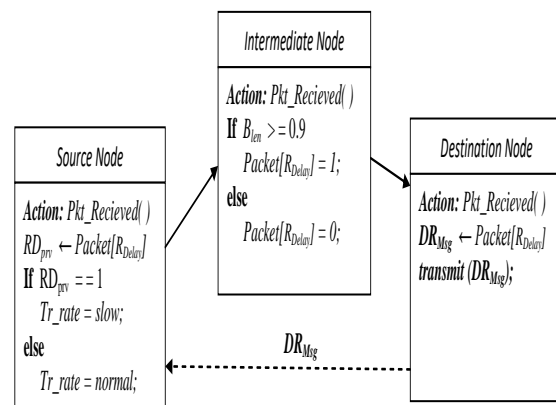 Source Node
Action: Pkt_Recieved( )
RD_prv ← Packet[R_Delay]
If RD_prv == 1
Tr_rate = slow;
else
Tr_rate = normal;
Intermediate Node
Action: Pkt_Recieved( )
If B_len >= 0.9
Packet[R_Delay] = 1;
else
Packet[R_Delay] = 0;
Destination Node
Action: Pkt_Recieved( )
DR_Msg ← Packet[R_Delay]
transmit (DR_Msg);
DR_Msg